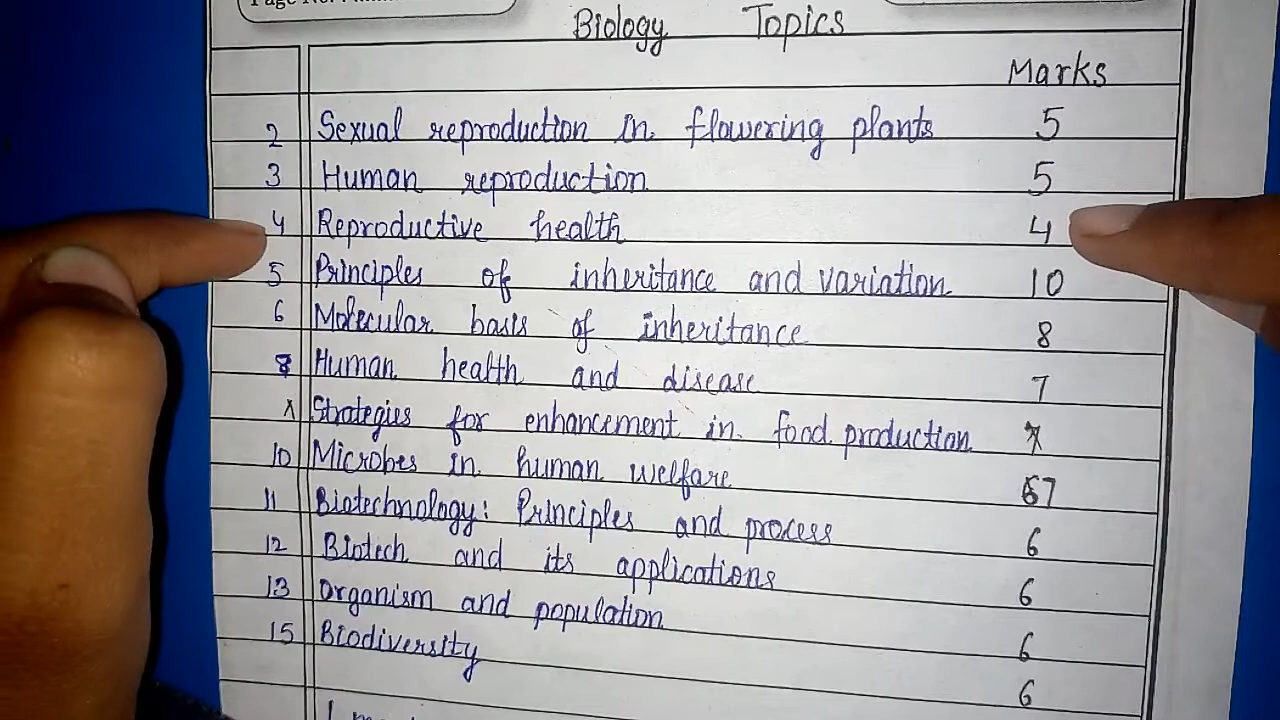 Page No.
Biology Topics
Marks
2 Sexual reproduction in flowering plants 5
3 Human reproduction 5
4 Reproductive health 4
5 Principles of inheritance and variation 10
6 Molecular basis of inheritance 8
8 Human health and disease 7
Strategies for enhancement in food production
10 Microbes in human welfare 7
11 Biotechnology: Principles and process 6
12 Biotech and its applications 6
13 Organism and population 6
15 Biodiversity 6